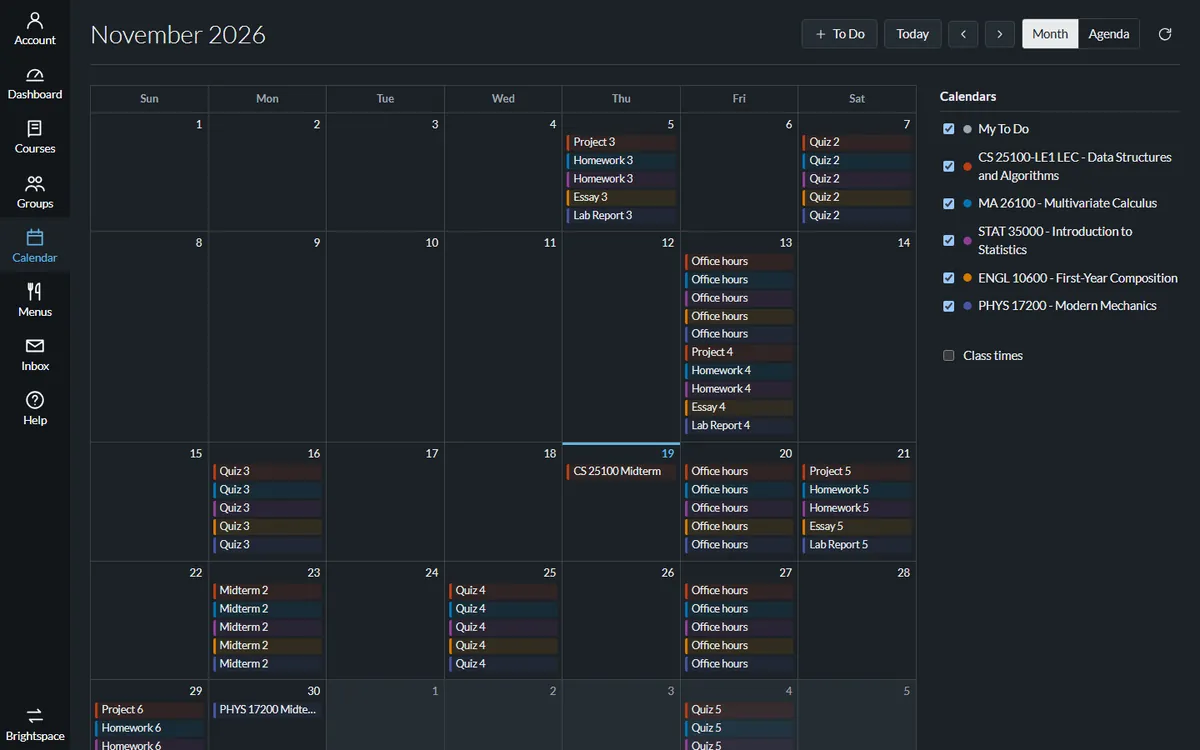 Account
Dashboard
Courses
Groups
Calendar
Menus
Inbox
Help
Brightspace
November 2026
+ To Do
Today
<
>
Month
Agenda
Sun Mon Tue Wed Thu Fri Sat
1 2 3 4 5 6 7
Project 3
Homework 3
Homework 3
Essay 3
Lab Report 3
Quiz 2
Quiz 2
Quiz 2
Quiz 2
Quiz 2
8 9 10 11 12 13 14
Office hours
Office hours
Office hours
Office hours
Office hours
Project 4
Homework 4
Homework 4
Essay 4
Lab Report 4
15 16 17 18 19 20 21
Quiz 3
Quiz 3
Quiz 3
Quiz 3
Quiz 3
CS 25100 Midterm
Office hours
Office hours
Office hours
Office hours
Office hours
Project 5
Homework 5
Homework 5
Essay 5
Lab Report 5
22 23 24 25 26 27 28
Midterm 2
Midterm 2
Midterm 2
Midterm 2
Midterm 2
Quiz 4
Quiz 4
Quiz 4
Quiz 4
Quiz 4
Office hours
Office hours
Office hours
Office hours
Office hours
29 30 1 2 3 4 5
Project 6
Homework 6
Homework 6
PHYS 17200 Midte...
Quiz 5
Quiz 5
Quiz 5
Calendars
My To Do
CS 25100-LE1 LEC - Data Structures
and Algorithms
MA 26100 - Multivariate Calculus
STAT 35000 - Introduction to
Statistics
ENGL 10600 - First-Year Composition
PHYS 17200 - Modern Mechanics
Class times